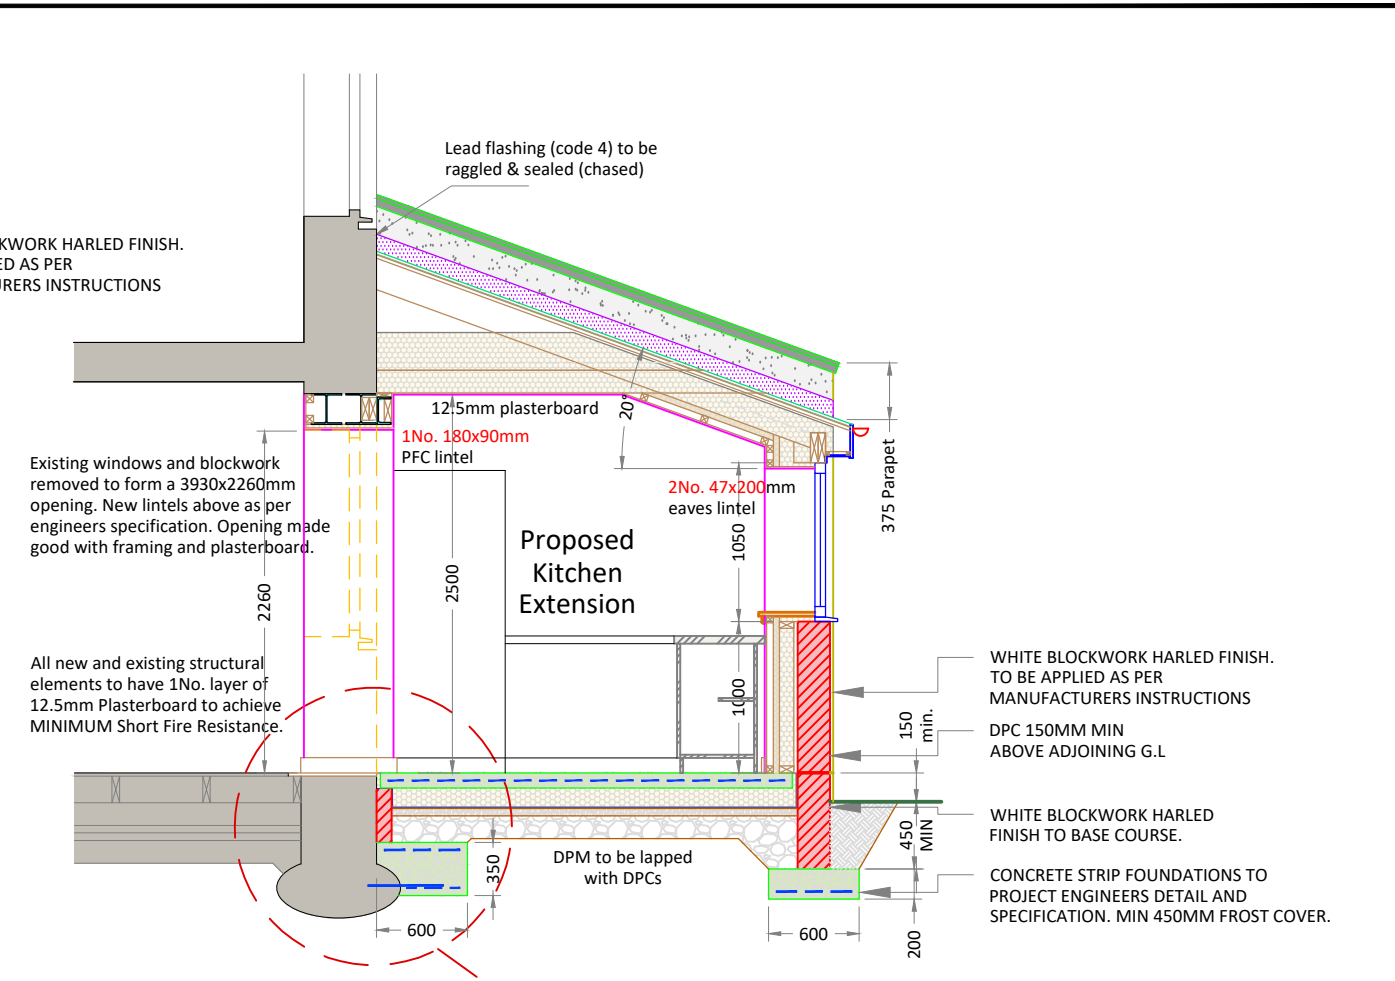 Lead flashing (code 4) to be
raggled & sealed (chased)
KWORK HARLED FINISH.
ED AS PER
URERS INSTRUCTIONS
12.5mm plasterboard
20°
1No. 180x90mm
PFC lintel
375 Parapet
Existing windows and blockwork
removed to form a 3930x2260mm
opening. New lintels above as per
engineers specification. Opening made
good with framing and plasterboard.
2No. 47x200mm
eaves lintel
1050
Proposed
Kitchen
Extension
2260
2500
All new and existing structural
elements to have 1No. layer of
12.5mm Plasterboard to achieve
MINIMUM Short Fire Resistance.
1000
WHITE BLOCKWORK HARLED FINISH.
TO BE APPLIED AS PER
MANUFACTURERS INSTRUCTIONS
150
min.
DPC 150MM MIN
ABOVE ADJOINING G.L
WHITE BLOCKWORK HARLED
FINISH TO BASE COURSE.
450
MIN
350
DPM to be lapped
with DPCs
CONCRETE STRIP FOUNDATIONS TO
PROJECT ENGINEERS DETAIL AND
SPECIFICATION. MIN 450MM FROST COVER.
600
600
200